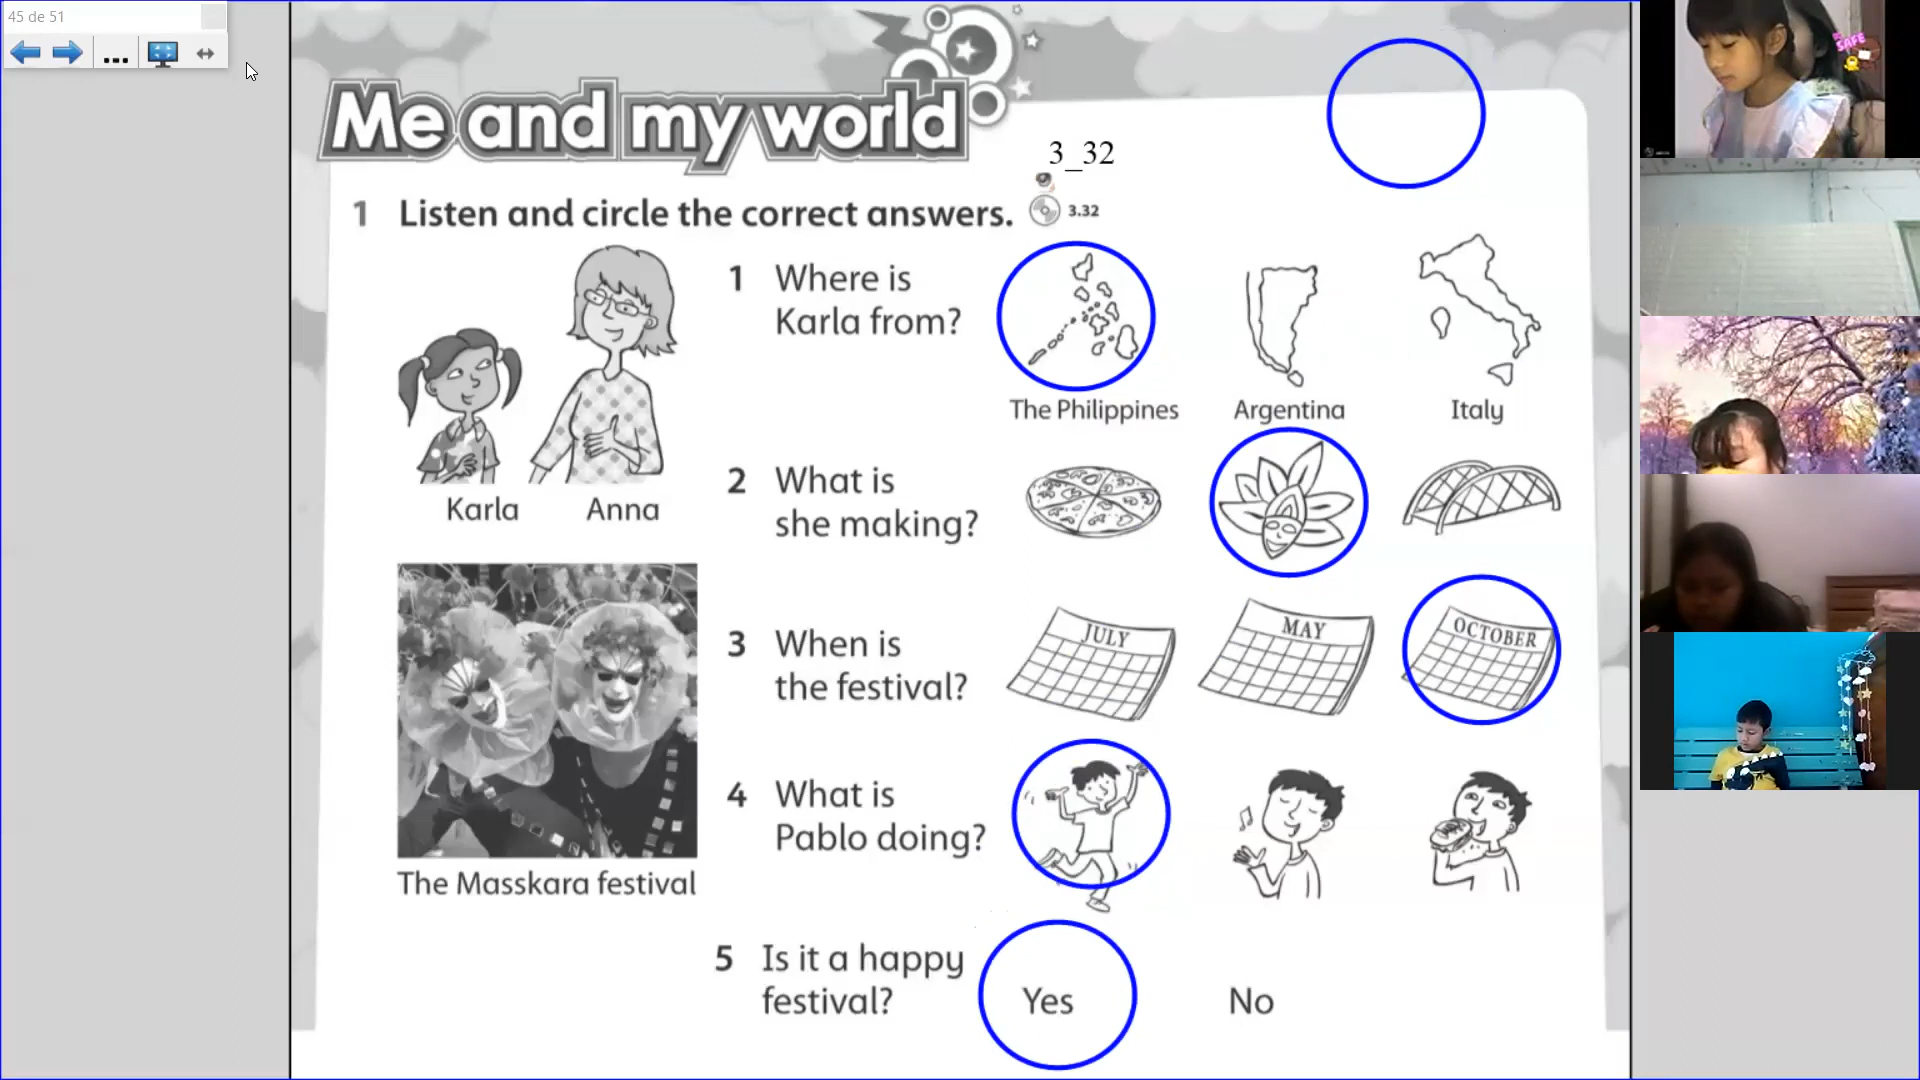 45 de 51
...
Me and my world
3_32
1 Listen and circle the correct answers. 3.32
1 Where is
Karla from?
The Philippines Argentina Italy
Karla Anna
2 What is
she making?
3 When is
the festival?
JULY MAY OCTOBER
4 What is
Pablo doing?
The Masskara festival
5 Is it a happy
festival?
Yes No
SAFE